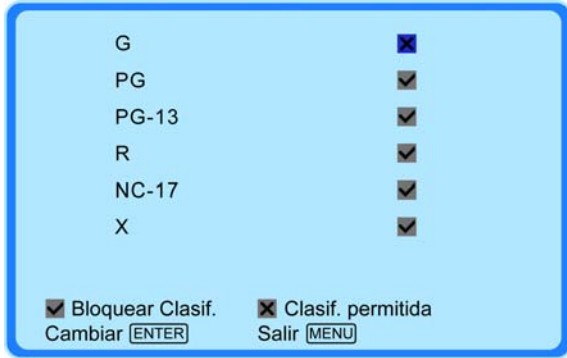 G
PG
PG-13
R
NC-17
X
Bloquear Clasif. Clasif. permitida
Cambiar ENTER Salir MENU